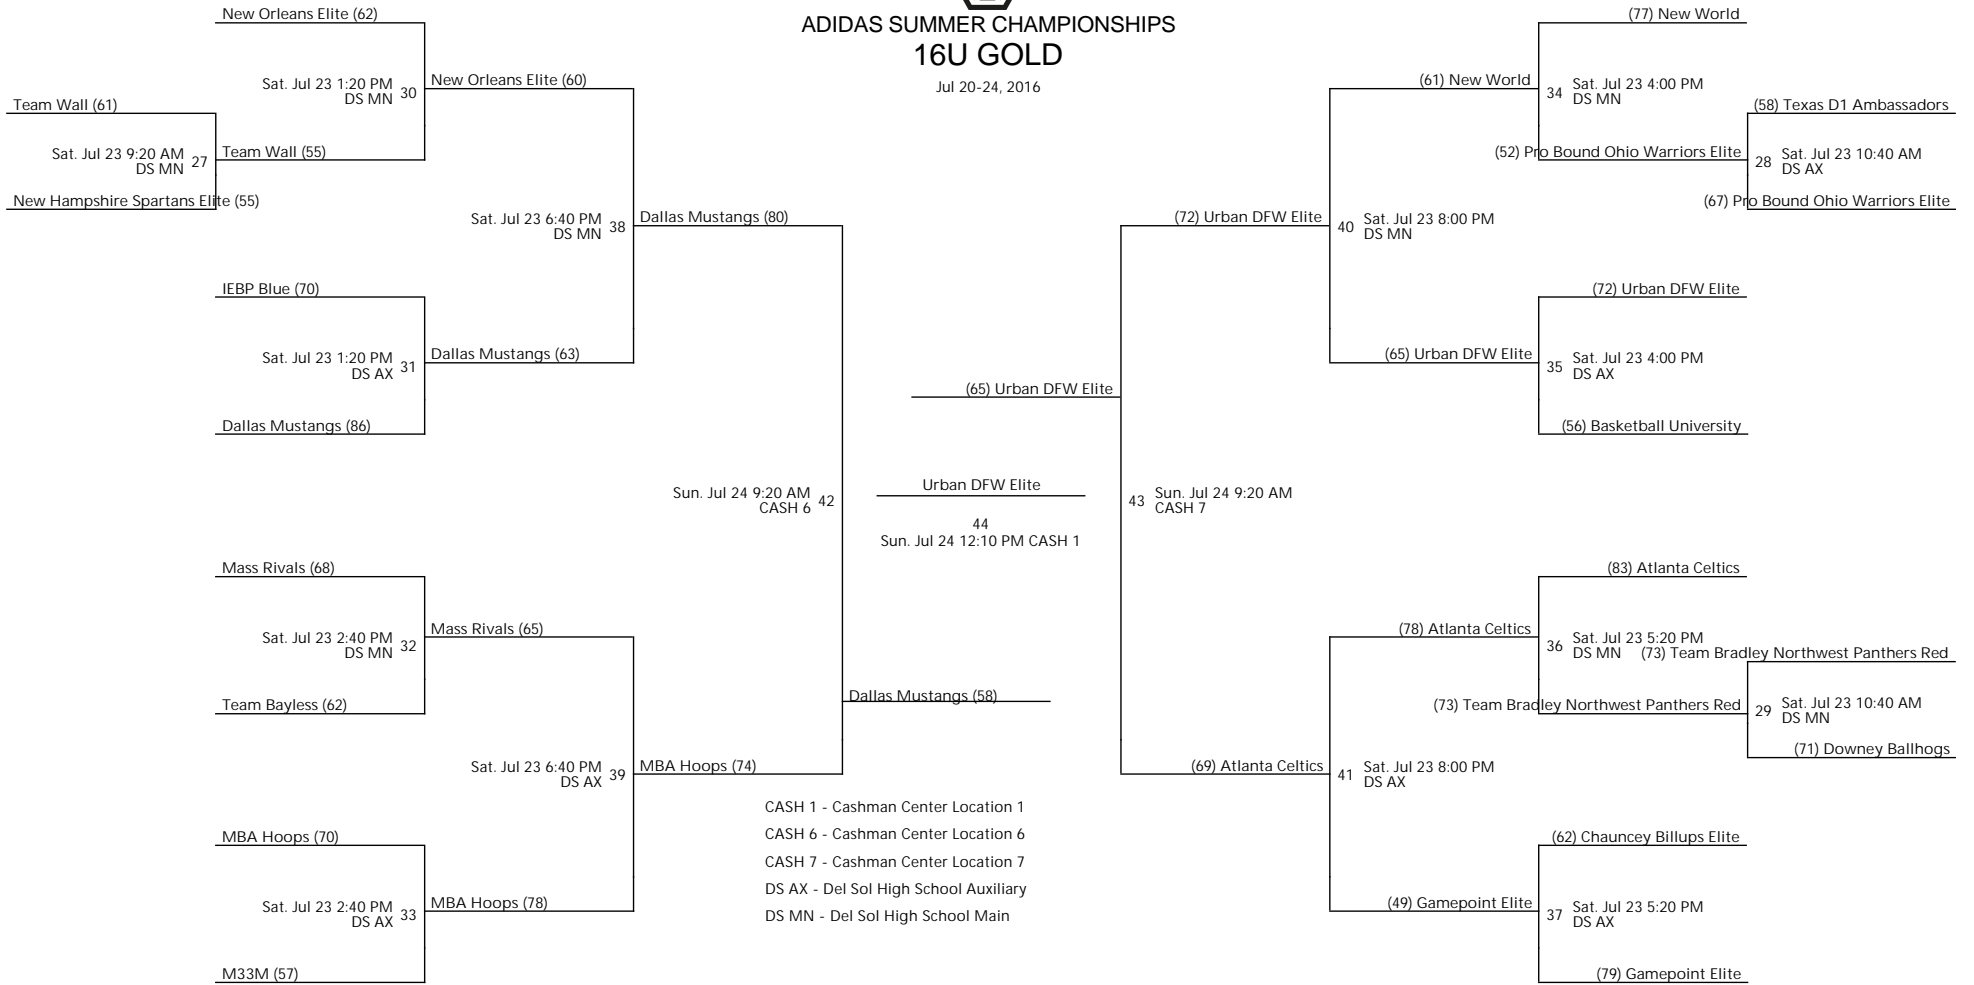 ADIDAS SUMMER CHAMPIONSHIPS
16U GOLD
Jul 20-24, 2016
New Orleans Elite (62)
Sat. Jul 23 1:20 PM
DS MN
30
New Orleans Elite (60)
Team Wall (61)
Sat. Jul 23 9:20 AM
DS MN
27
Team Wall (55)
New Hampshire Spartans Elite (55)
Sat. Jul 23 6:40 PM
DS MN
38
Dallas Mustangs (80)
IEBP Blue (70)
Sat. Jul 23 1:20 PM
DS AX
31
Dallas Mustangs (63)
Dallas Mustangs (86)
Sun. Jul 24 9:20 AM
CASH 6
42
Mass Rivals (68)
Sat. Jul 23 2:40 PM
DS MN
32
Mass Rivals (65)
Team Bayless (62)
Dallas Mustangs (58)
Sat. Jul 23 6:40 PM
DS AX
39
MBA Hoops (74)
MBA Hoops (70)
Sat. Jul 23 2:40 PM
DS AX
33
MBA Hoops (78)
M33M (57)
(65) Urban DFW Elite
Urban DFW Elite
44
Sun. Jul 24 12:10 PM CASH 1
CASH 1 - Cashman Center Location 1
CASH 6 - Cashman Center Location 6
CASH 7 - Cashman Center Location 7
DS AX - Del Sol High School Auxiliary
DS MN - Del Sol High School Main
(77) New World
(61) New World
34
Sat. Jul 23 4:00 PM
DS MN
(58) Texas D1 Ambassadors
(52) Pro Bound Ohio Warriors Elite
28
Sat. Jul 23 10:40 AM
DS AX
(67) Pro Bound Ohio Warriors Elite
(72) Urban DFW Elite
40
Sat. Jul 23 8:00 PM
DS MN
(72) Urban DFW Elite
(65) Urban DFW Elite
35
Sat. Jul 23 4:00 PM
DS AX
(56) Basketball University
43
Sun. Jul 24 9:20 AM
CASH 7
(83) Atlanta Celtics
(78) Atlanta Celtics
36
Sat. Jul 23 5:20 PM
DS MN
(73) Team Bradley Northwest Panthers Red
(73) Team Bradley Northwest Panthers Red
29
Sat. Jul 23 10:40 AM
DS MN
(71) Downey Ballhogs
(69) Atlanta Celtics
41
Sat. Jul 23 8:00 PM
DS AX
(62) Chauncey Billups Elite
(49) Gamepoint Elite
37
Sat. Jul 23 5:20 PM
DS AX
(79) Gamepoint Elite